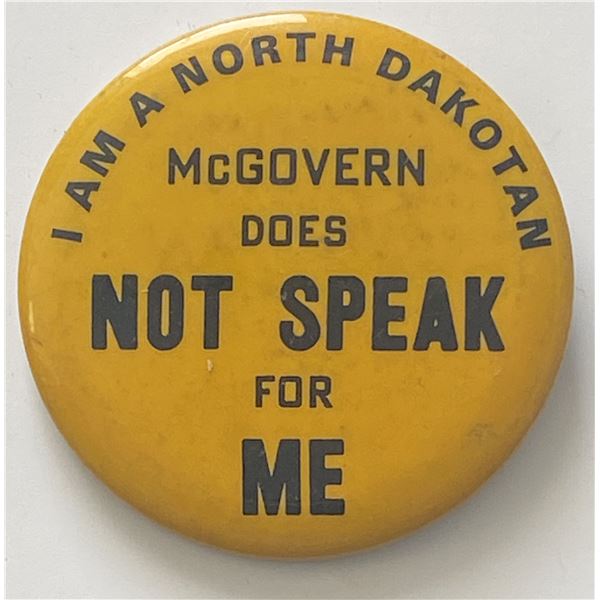 I AM A NORTH DAKOTAN
McGOVERN
DOES
NOT SPEAK
FOR
ME